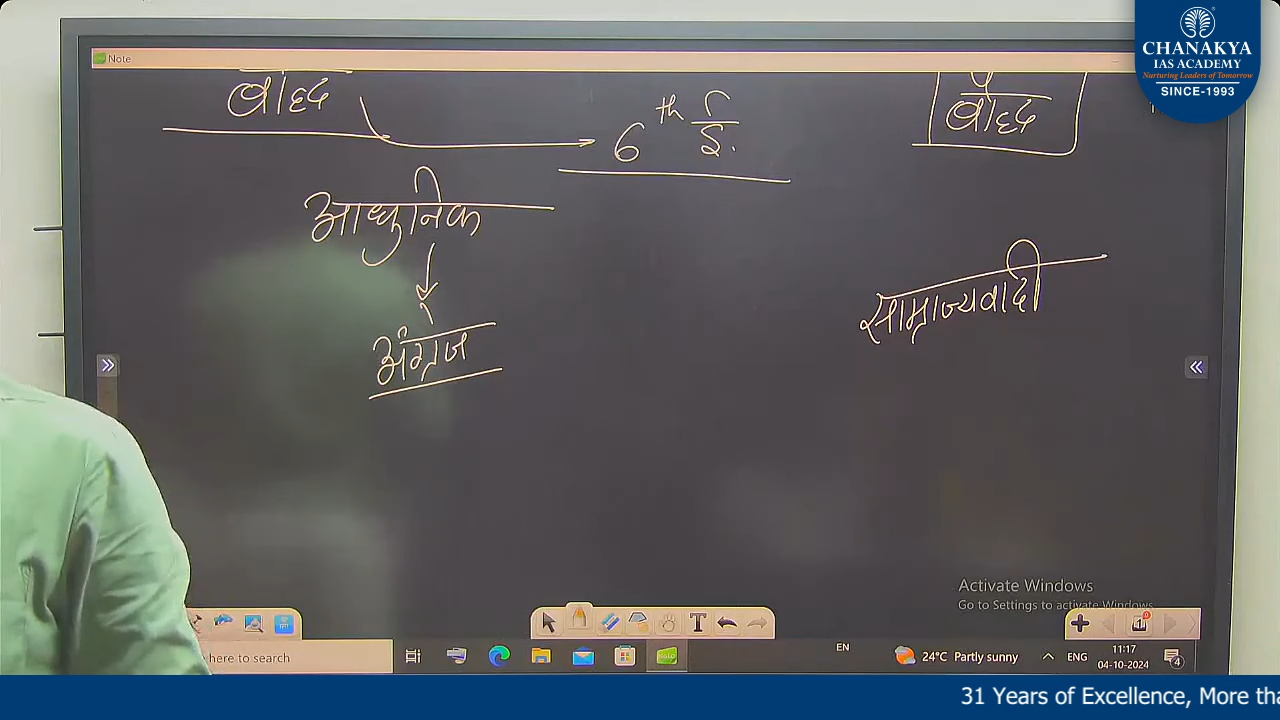 Note
CHANAKYA
IAS ACADEMY
Nurturing Leaders of Tomorrow
SINCE-1993
बौद्द
6th ई.
बौद्द
आधुनिक
अंग्रेज
साम्राज्यवादी
Activate Windows
Go to Settings to activate Windows.
here to search
EN
24°C Partly sunny
ENG
11:17
04-10-2024
4
31 Years of Excellence, More tha